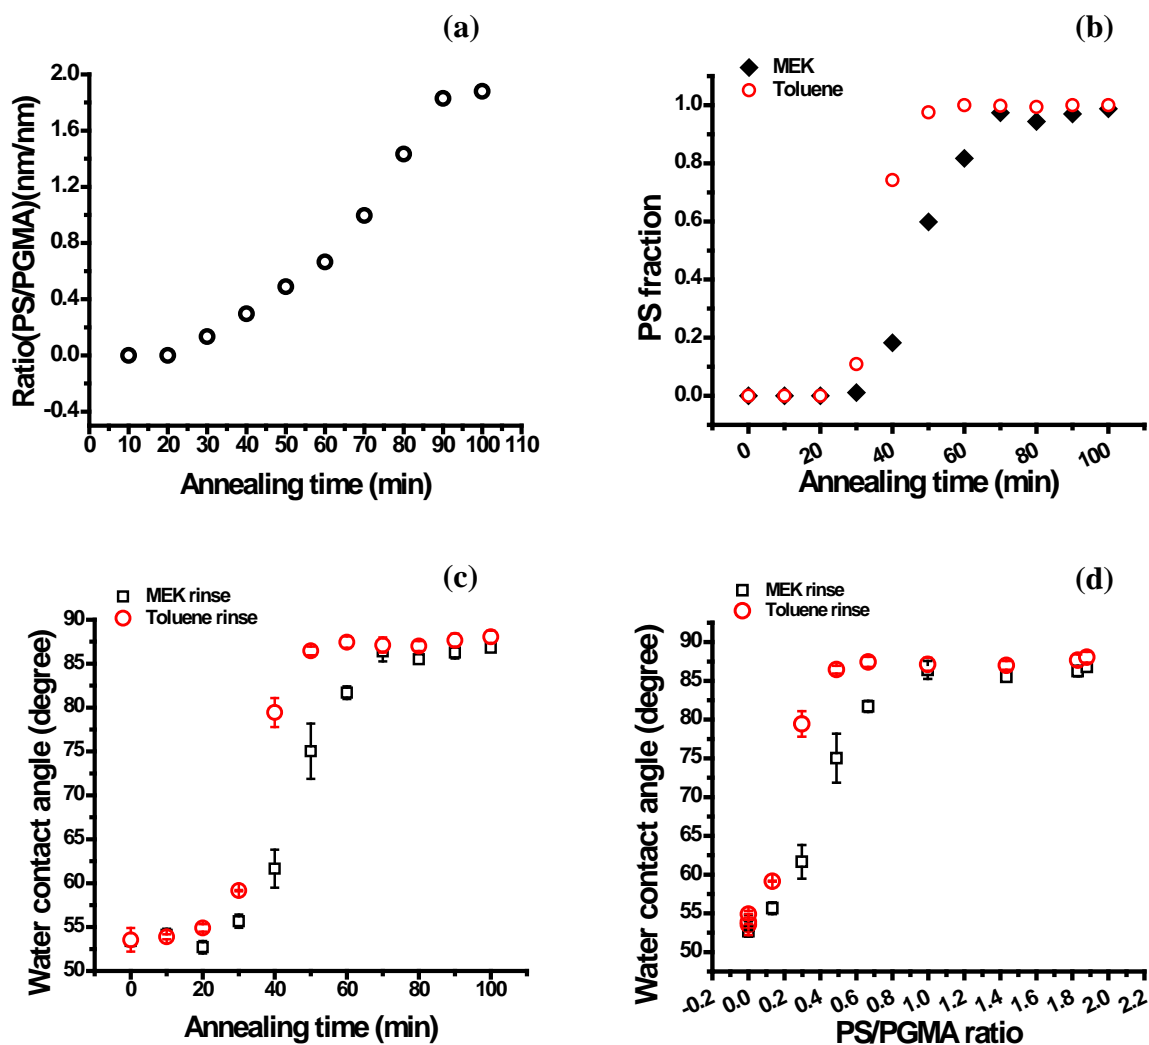 (a)
2.0
1.6
1.2
0.8
0.4
0.0
-0.4
Ratio(PS/PGMA)(nm/nm)
0 10 20 30 40 50 60 70 80 90 100 110
Annealing time (min)
(b)
MEK
Toluene
1.0
0.8
0.6
0.4
0.2
0.0
PS fraction
0 20 40 60 80 100
Annealing time (min)
(c)
MEK rinse
Toluene rinse
90
85
80
75
70
65
60
55
50
Water contact angle (degree)
0 20 40 60 80 100
Annealing time (min)
(d)
MEK rinse
Toluene rinse
90
85
80
75
70
65
60
55
50
Water contact angle (degree)
-0.2 0.0 0.2 0.4 0.6 0.8 1.0 1.2 1.4 1.6 1.8 2.0 2.2
PS/PGMA ratio